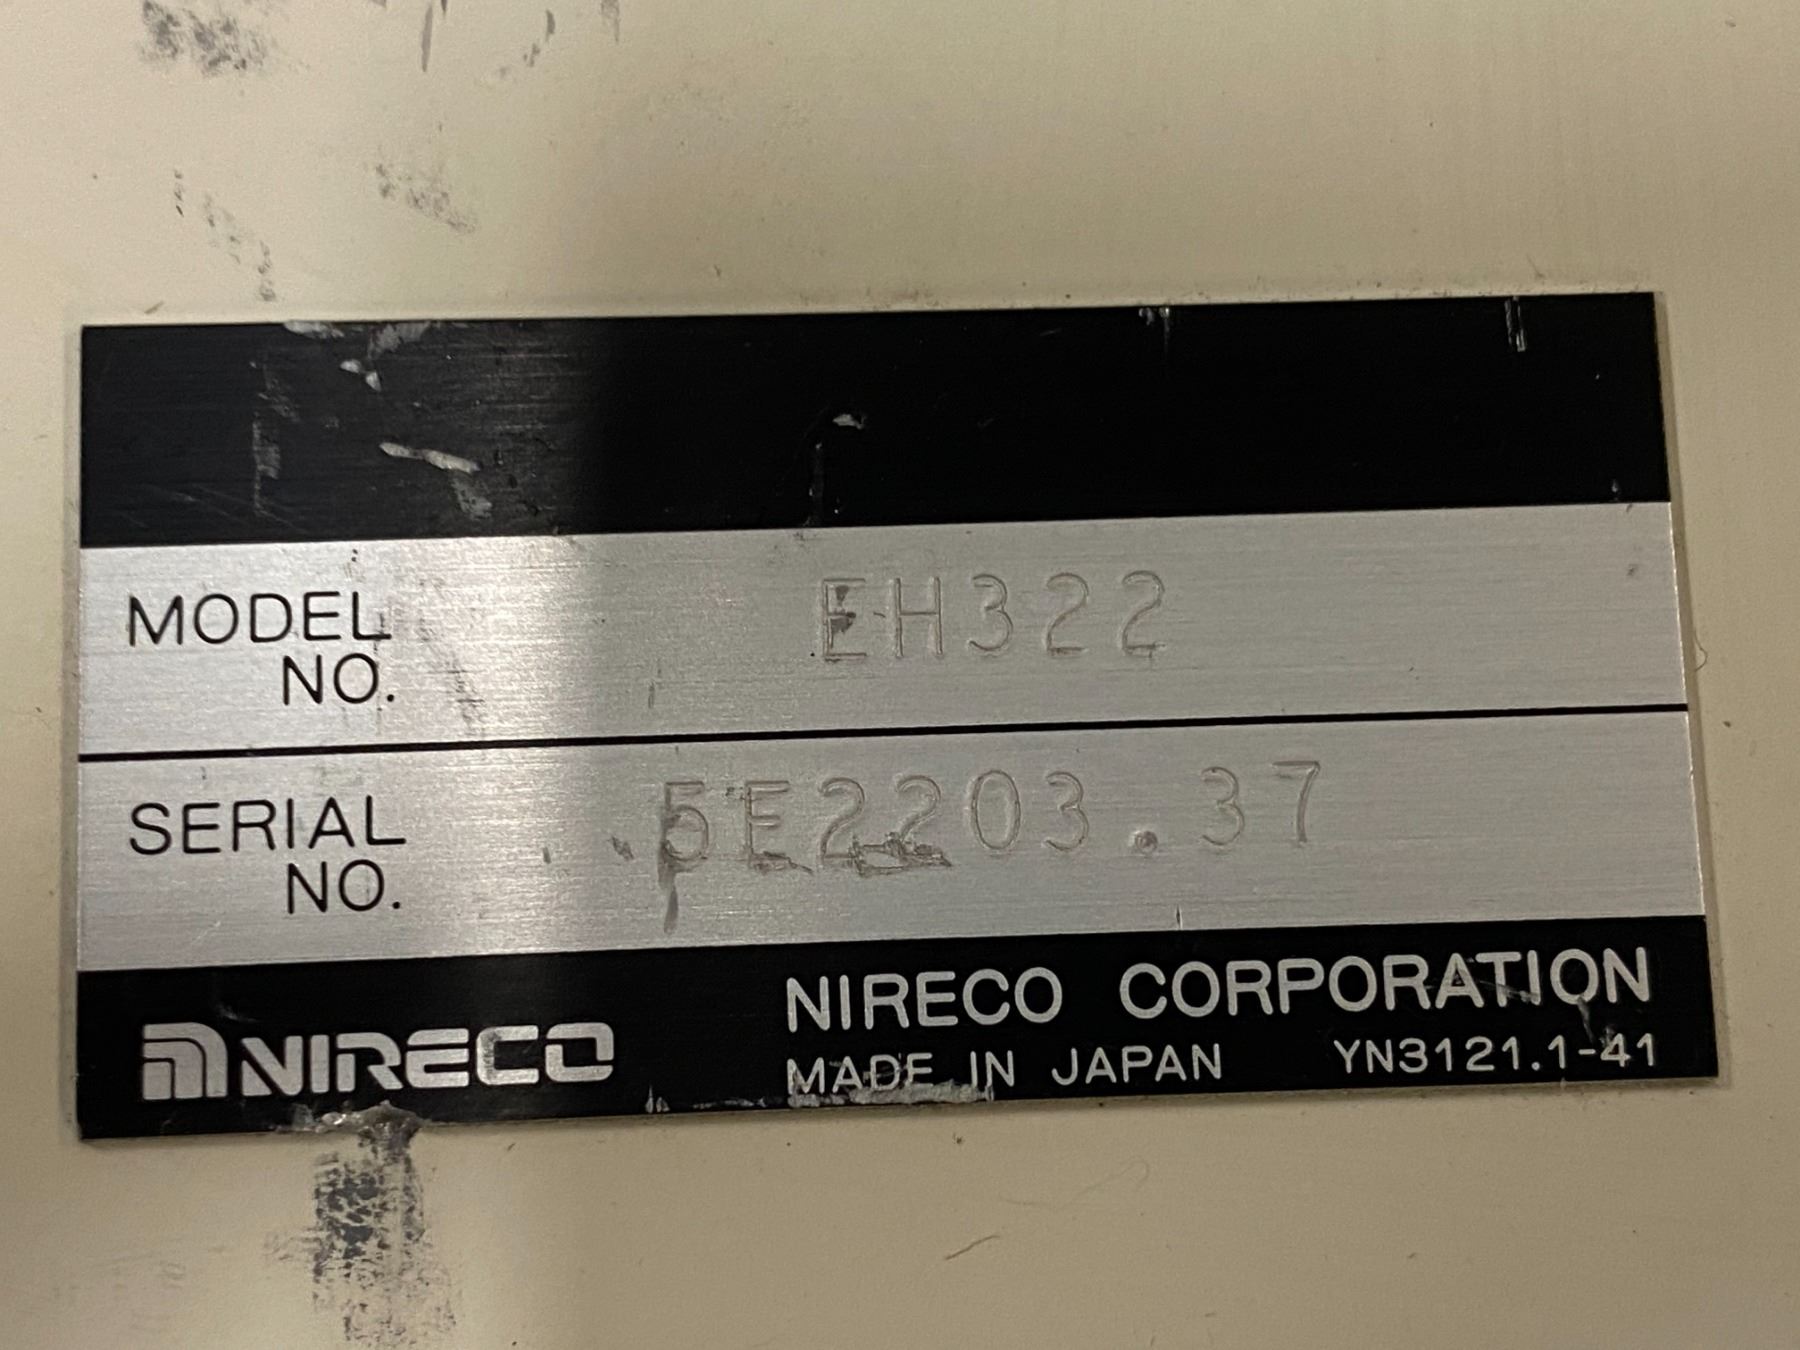 MODEL NO. EH322
SERIAL NO. 5E2203.37
NIRECO NIRECO CORPORATION
MADE IN JAPAN YN3121.1-41